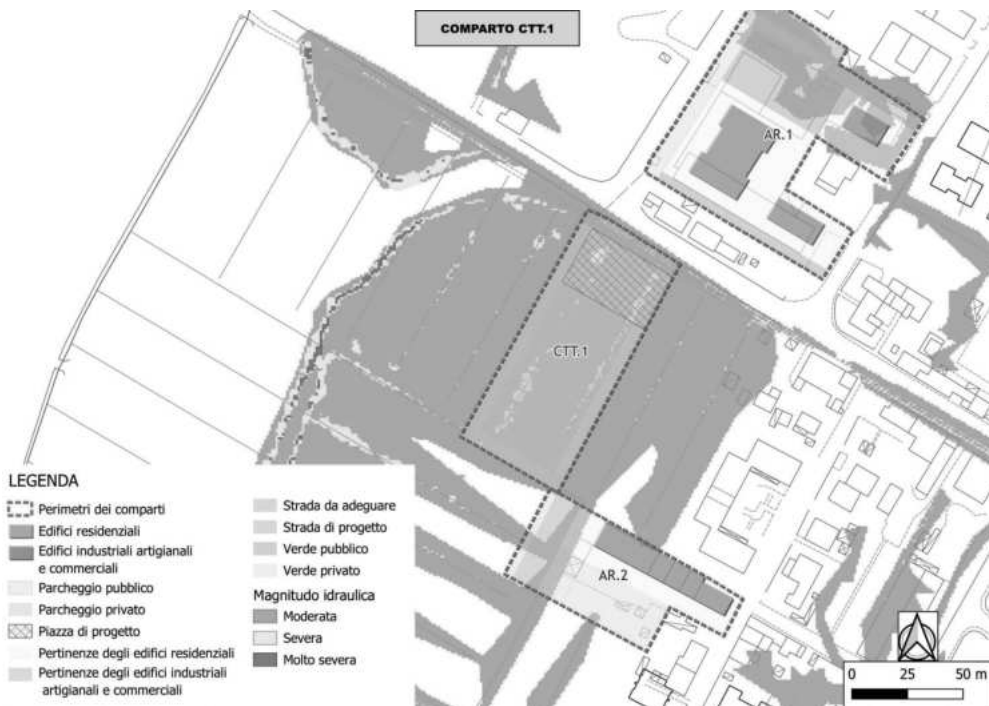 COMPARTO CTT.1
AR.1
CTT.1
AR.2
LEGENDA
Perimetri dei comparti
Edifici residenziali
Edifici industriali artigianali
e commerciali
Parcheggio pubblico
Parcheggio privato
Piazza di progetto
Pertinenze degli edifici residenziali
Pertinenze degli edifici industriali
artigianali e commerciali
Strada da adeguare
Strada di progetto
Verde pubblico
Verde privato
Magnitudo idraulica
Moderata
Severa
Molto severa
0 25 50 m